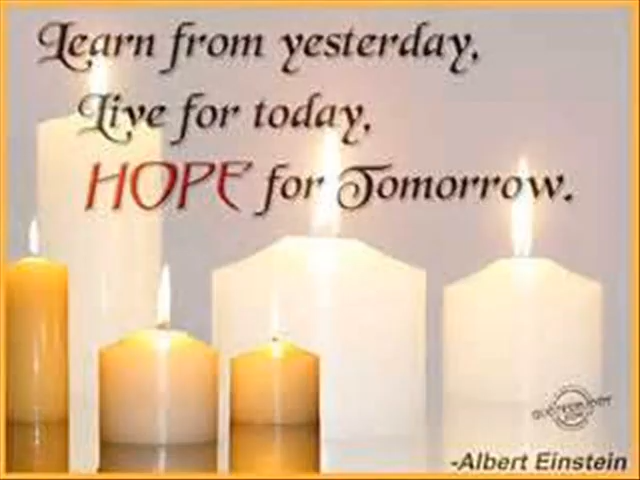 Learn from yesterday,
Live for today,
HOPE for Tomorrow.
-Albert Einstein